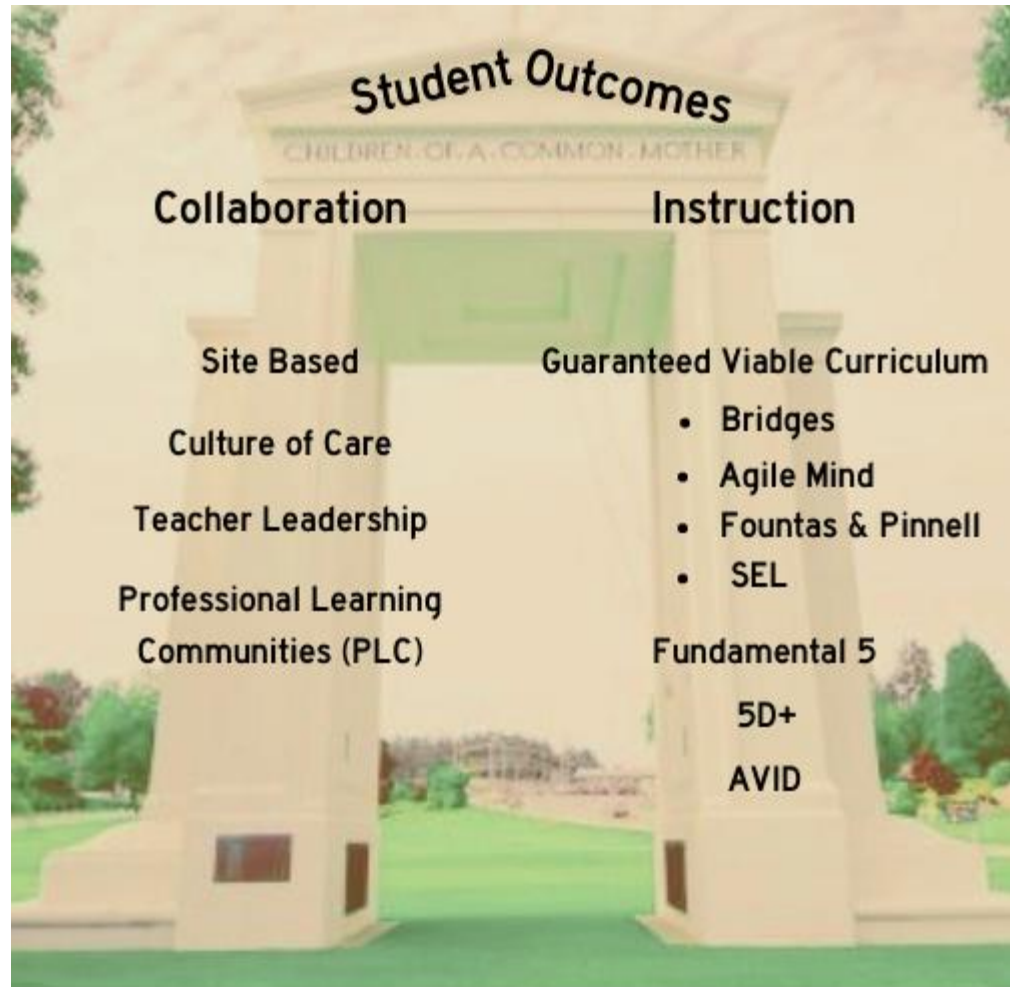 Student Outcomes
CHILDREN OF A COMMON MOTHER
Collaboration
Site Based
Culture of Care
Teacher Leadership
Professional Learning
Communities (PLC)
Instruction
Guaranteed Viable Curriculum
• Bridges
• Agile Mind
• Fountas & Pinnell
• SEL
Fundamental 5
5D+
AVID